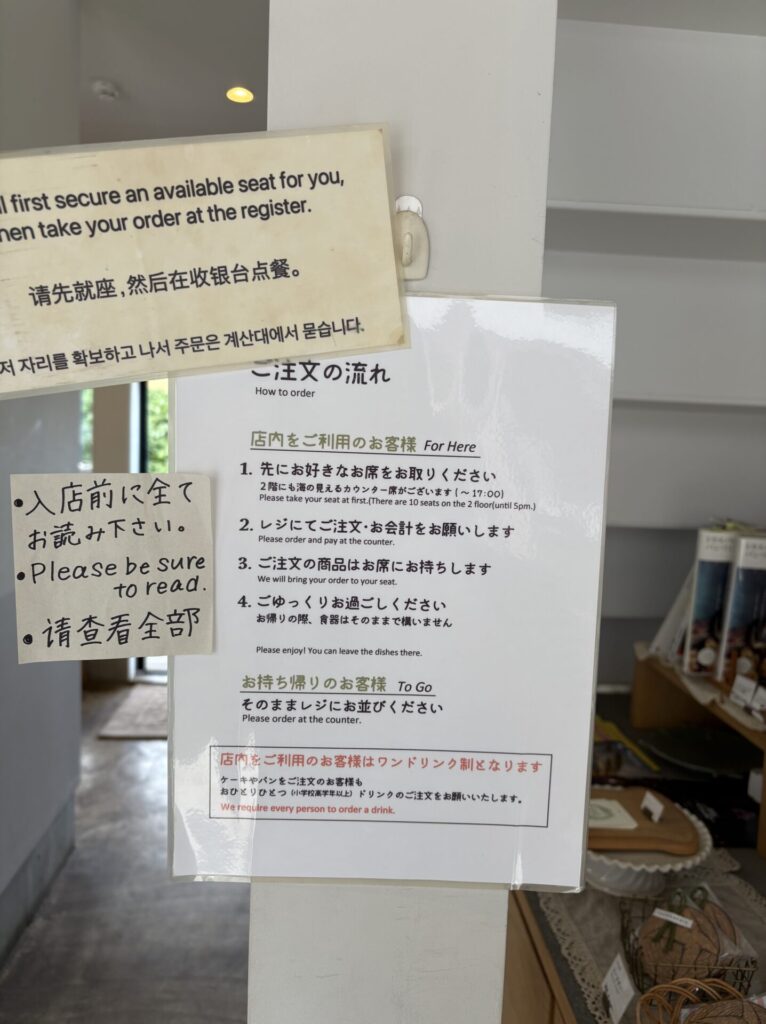 first secure an available seat for you,
take your order at the register.
请先就座,然后在收银台点餐。
자리를 확보하고 나서 주문은 계산대에서 묻습니다.
ご注文の流れ
How to order
店内をご利用のお客様 For Here
1. 先にお好きなお席をお取りください
2階にも海の見えるカウンター席がございます(～17:00)
Please take your seat at first.(There are 10 seats on the 2 floor(until 5pm.)
2. レジにてご注文・お会計をお願いします
Please order and pay at the counter.
3. ご注文の商品はお席にお持ちします
We will bring your order to your seat.
4. ごゆっくりお過ごしください
お帰りの際、食器はそのままで構いません
Please enjoy! You can leave the dishes there.
お持ち帰りのお客様 To Go
そのままレジにお並びください
Please order at the counter.
店内をご利用のお客様はワンドリンク制となります
ケーキやパンをご注文のお客様も
おひとりひとつ（小学校高学年以上）ドリンクのご注文をお願いいたします。
We require every person to order a drink.
•入店前に全て
お読み下さい。
•Please be sure
to read.
•请查看全部